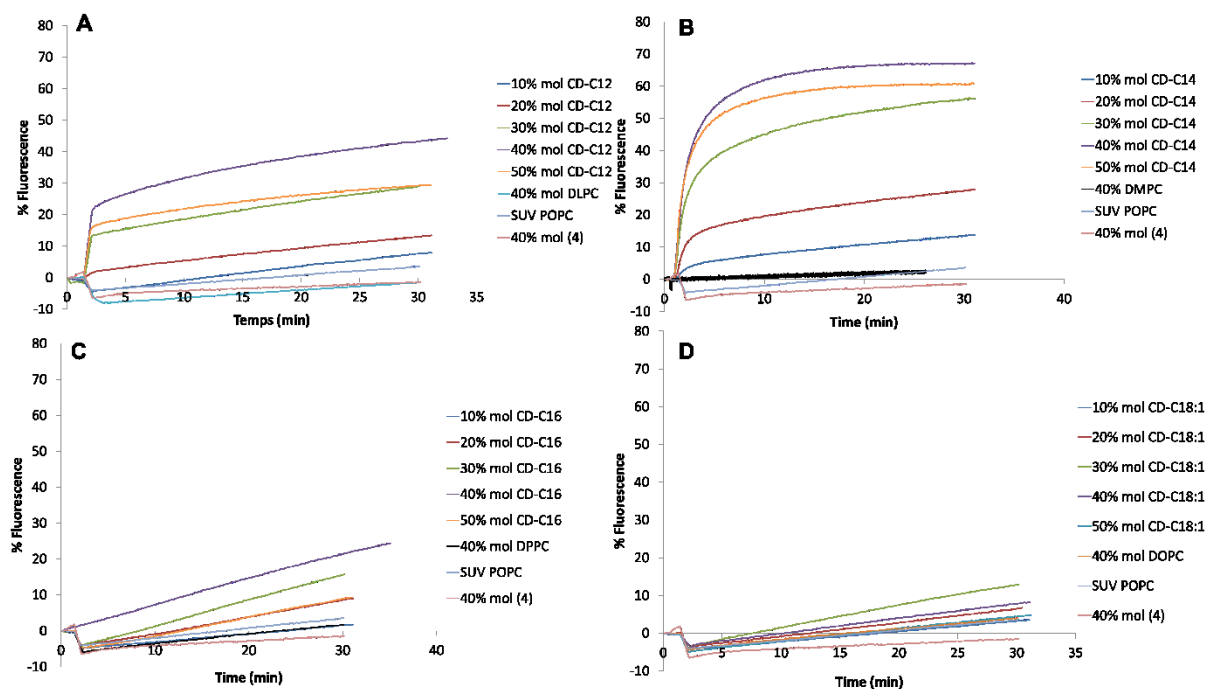 A
80
70
60
50
40
30
20
10
0
-10
% Fluorescence
0 5 10 15 20 25 30 35
Temps (min)
10% mol CD-C12
20% mol CD-C12
30% mol CD-C12
40% mol CD-C12
50% mol CD-C12
40% mol DLPC
SUV POPC
40% mol (4)
B
80
70
60
50
40
30
20
10
0
-10
% Fluorescence
0 10 20 30 40
Time (min)
10% mol CD-C14
20% mol CD-C14
30% mol CD-C14
40% mol CD-C14
50% mol CD-C14
40% DMPC
SUV POPC
40% mol (4)
C
80
70
60
50
40
30
20
10
0
-10
% Fluorescence
0 10 20 30 40
Time (min)
10% mol CD-C16
20% mol CD-C16
30% mol CD-C16
40% mol CD-C16
50% mol CD-C16
40% mol DPPC
SUV POPC
40% mol (4)
D
80
70
60
50
40
30
20
10
0
-10
% Fluorescence
0 5 10 15 20 25 30 35
Time (min)
10% mol CD-C18:1
20% mol CD-C18:1
30% mol CD-C18:1
40% mol CD-C18:1
50% mol CD-C18:1
40% mol DOPC
SUV POPC
40% mol (4)